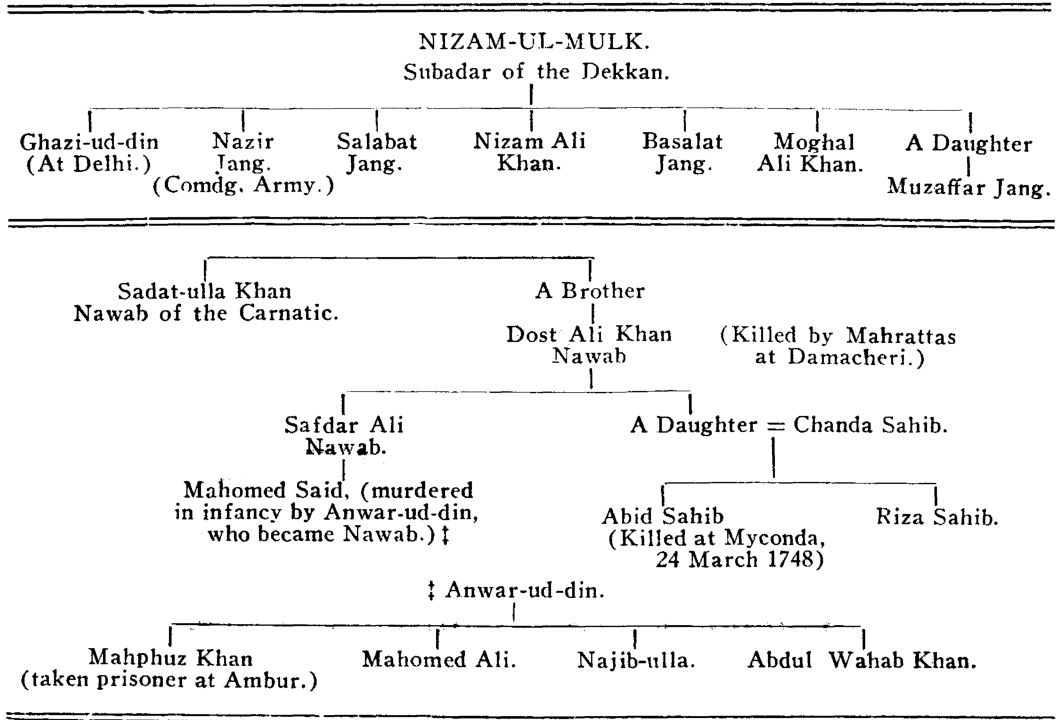 NIZAM-UL-MULK.
Subadar of the Dekkan.
Ghazi-ud-din Nazir Salabat Nizam Ali Basalat Moghal A Daughter
(At Delhi.) Jang. Jang. Khan. Jang. Ali Khan.
(Comdg. Army.) Muzaffar Jang.
Sadat-ulla Khan A Brother
Nawab of the Carnatic.
Dost Ali Khan (Killed by Mahrattas
Nawab at Damacheri.)
Safdar Ali A Daughter = Chanda Sahib.
Nawab.
Mahomed Said, (murdered
in infancy by Anwar-ud-din, Abid Sahib Riza Sahib.
who became Nawab.) ‡ (Killed at Myconda,
24 March 1748)
‡ Anwar-ud-din.
Mahphuz Khan Mahomed Ali. Najib-ulla. Abdul Wahab Khan.
(taken prisoner at Ambur.)